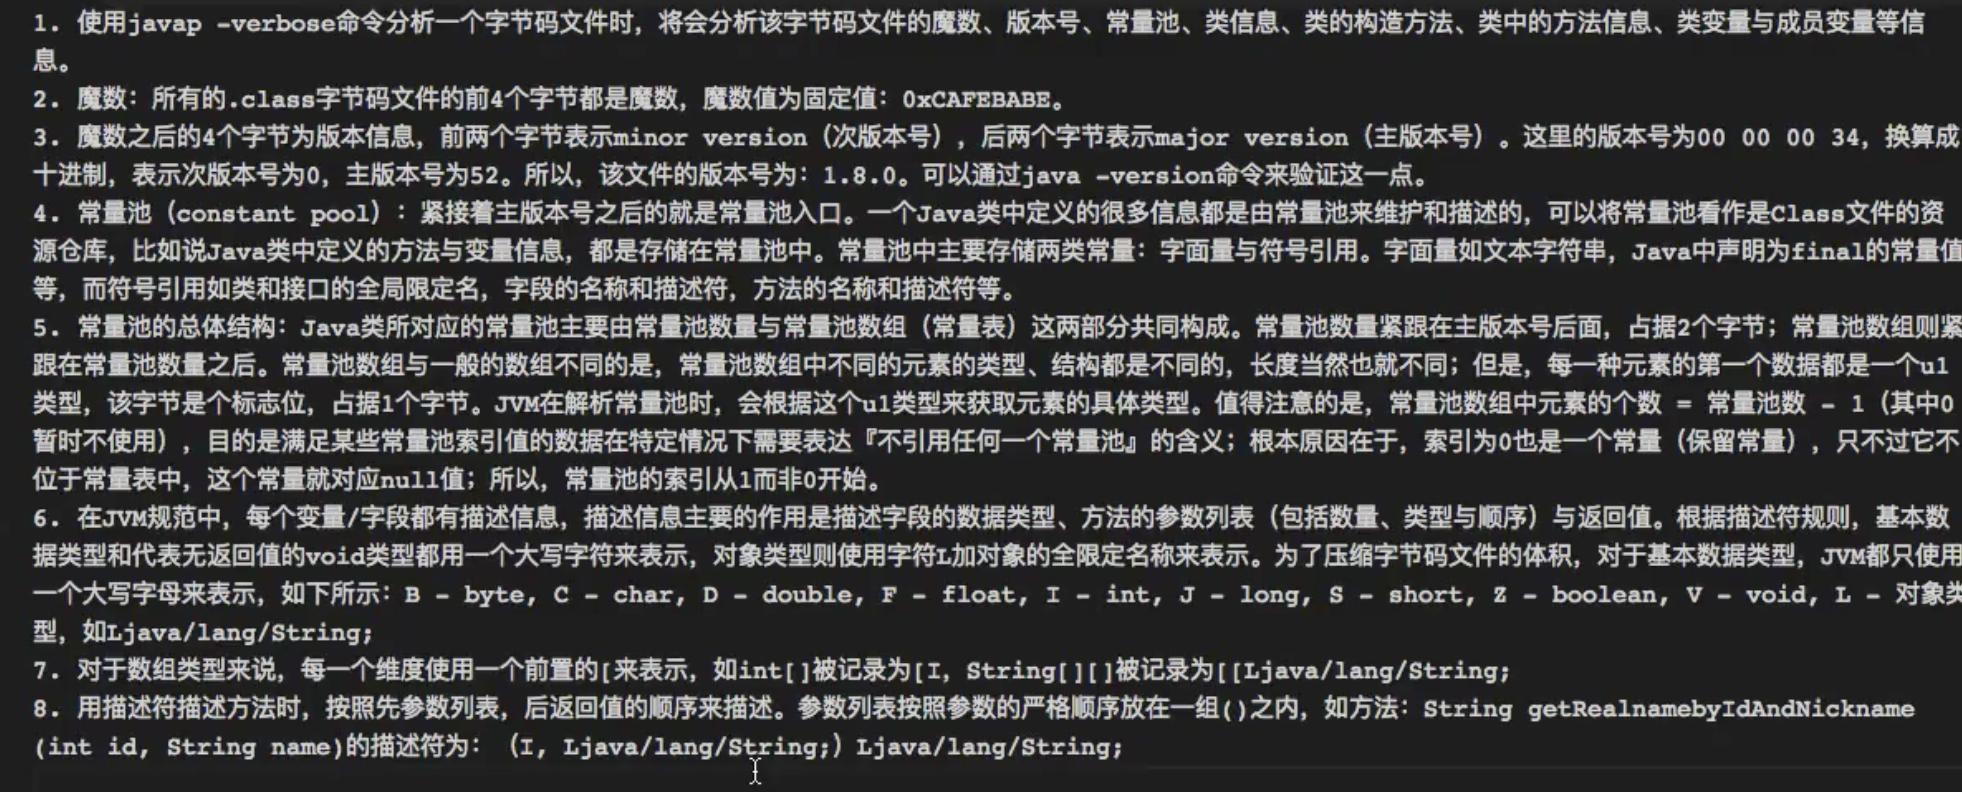 1. 使用javap -verbose命令分析一个字节码文件时，将会分析该字节码文件的魔数、版本号、常量池、类信息、类的构造方法、类中的方法信息、类变量与成员变量等信
息。
2. 魔数：所有的.class字节码文件的前4个字节都是魔数，魔数值为固定值：0xCAFEBABE。
3. 魔数之后的4个字节为版本信息，前两个字节表示minor version（次版本号），后两个字节表示major version（主版本号）。这里的版本号为00 00 00 34，换算成
十进制，表示次版本号为0，主版本号为52。所以，该文件的版本号为：1.8.0。可以通过java -version命令来验证这一点。
4. 常量池（constant pool）：紧接着主版本号之后的就是常量池入口。一个Java类中定义的很多信息都是由常量池来维护和描述的，可以将常量池看作是Class文件的资
源仓库，比如说Java类中定义的方法与变量信息，都是存储在常量池中。常量池中主要存储两类常量：字面量与符号引用。字面量如文本字符串，Java中声明为final的常量值
等，而符号引用如类和接口的全局限定名，字段的名称和描述符，方法的名称和描述符等。
5. 常量池的总体结构：Java类所对应的常量池主要由常量池数量与常量池数组（常量表）这两部分共同构成。常量池数量紧跟在主版本号后面，占据2个字节；常量池数组则紧
跟在常量池数量之后。常量池数组与一般的数组不同的是，常量池数组中不同的元素的类型、结构都是不同的，长度当然也就不同；但是，每一种元素的第一个数据都是一个u1
类型，该字节是个标志位，占据1个字节。JVM在解析常量池时，会根据这个u1类型来获取元素的具体类型。值得注意的是，常量池数组中元素的个数 = 常量池数 - 1（其中0
暂时不使用），目的是满足某些常量池索引值的数据在特定情况下需要表达『不引用任何一个常量池』的含义；根本原因在于，索引为0也是一个常量（保留常量），只不过它不
位于常量表中，这个常量就对应null值；所以，常量池的索引从1而非0开始。
6. 在JVM规范中，每个变量/字段都有描述信息，描述信息主要的作用是描述字段的数据类型、方法的参数列表（包括数量、类型与顺序）与返回值。根据描述符规则，基本数
据类型和代表无返回值的void类型都用一个大写字符来表示，对象类型则使用字符L加对象的全限定名称来表示。为了压缩字节码文件的体积，对于基本数据类型，JVM都只使用
一个大写字母来表示，如下所示：B - byte, C - char, D - double, F - float, I - int, J - long, S - short, Z - boolean, V - void, L - 对象类
型，如Ljava/lang/String;
7. 对于数组类型来说，每一个维度使用一个前置的[来表示，如int[]被记录为[I，String[][]被记录为[[Ljava/lang/String;
8. 用描述符描述方法时，按照先参数列表，后返回值的顺序来描述。参数列表按照参数的严格顺序放在一组()之内，如方法：String getRealnamebyIdAndNickname
(int id, String name)的描述符为：（I, Ljava/lang/String;）Ljava/lang/String;